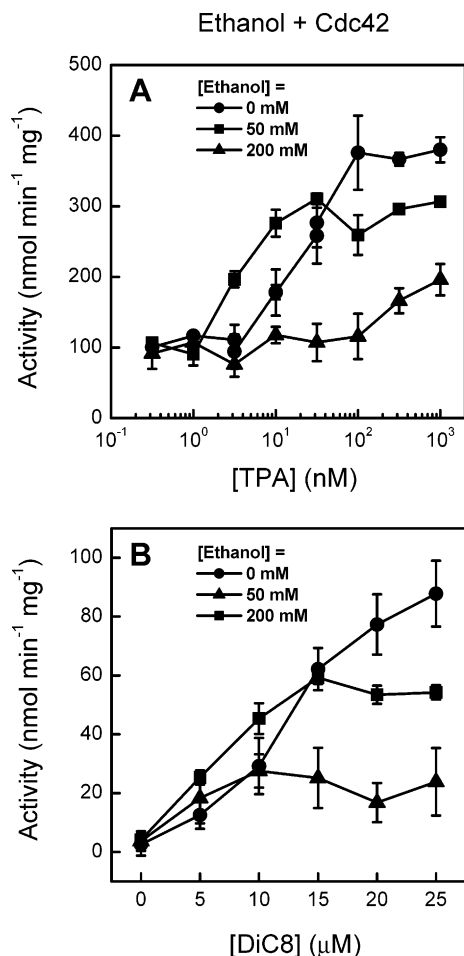 Ethanol + Cdc42
A
[Ethanol] =
0 mM
50 mM
200 mM
Activity (nmol min⁻¹ mg⁻¹)
500
400
300
200
100
0
10⁻¹ 10⁰ 10¹ 10² 10³
[TPA] (nM)
B
[Ethanol] =
0 mM
50 mM
200 mM
Activity (nmol min⁻¹ mg⁻¹)
100
80
60
40
20
0
0 5 10 15 20 25
[DiC8] (μM)